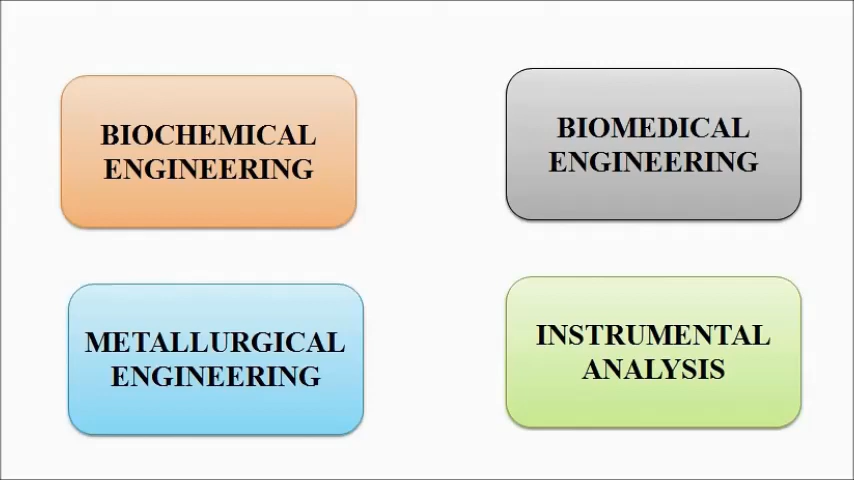 BIOCHEMICAL
ENGINEERING
BIOMEDICAL
ENGINEERING
METALLURGICAL
ENGINEERING
INSTRUMENTAL
ANALYSIS